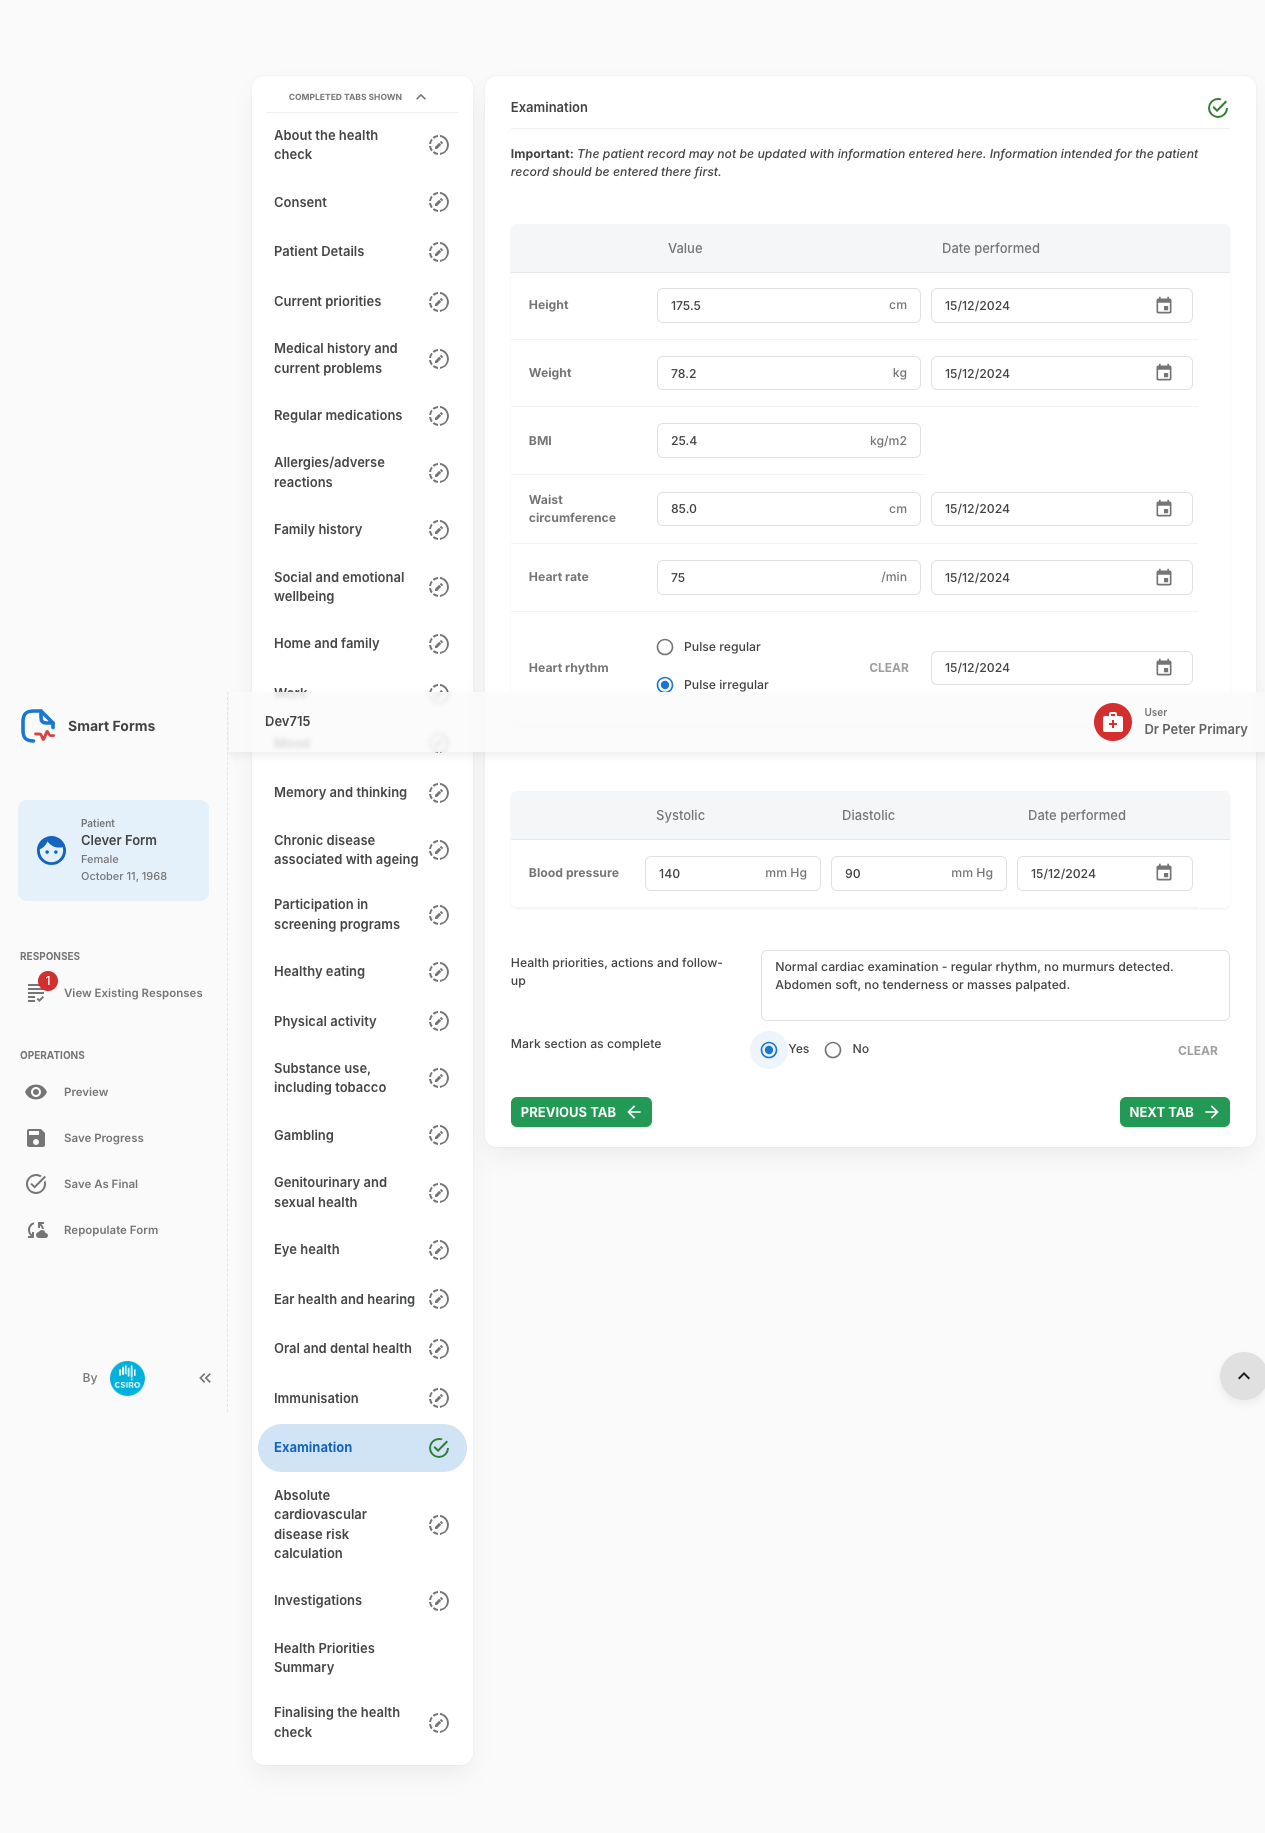 COMPLETED TABS SHOWN
About the health
check
Consent
Patient Details
Current priorities
Medical history and
current problems
Regular medications
Allergies/adverse
reactions
Family history
Social and emotional
wellbeing
Home and family
Work
Mood
Memory and thinking
Chronic disease
associated with ageing
Participation in
screening programs
Healthy eating
Physical activity
Substance use,
including tobacco
Gambling
Genitourinary and
sexual health
Eye health
Ear health and hearing
Oral and dental health
Immunisation
Examination
Absolute
cardiovascular
disease risk
calculation
Investigations
Health Priorities
Summary
Finalising the health
check
Examination
Important: The patient record may not be updated with information entered here. Information intended for the patient
record should be entered there first.
Value Date performed
Height 175.5 cm 15/12/2024
Weight 78.2 kg 15/12/2024
BMI 25.4 kg/m2
Waist
circumference 85.0 cm 15/12/2024
Heart rate 75 /min 15/12/2024
Heart rhythm Pulse regular
Pulse irregular CLEAR 15/12/2024
Smart Forms
Dev715
User
Dr Peter Primary
Patient
Clever Form
Female
October 11, 1968
RESPONSES
1
View Existing Responses
OPERATIONS
Preview
Save Progress
Save As Final
Repopulate Form
By CSIRO
Systolic Diastolic Date performed
Blood pressure 140 mm Hg 90 mm Hg 15/12/2024
Health priorities, actions and follow-
up
Normal cardiac examination - regular rhythm, no murmurs detected.
Abdomen soft, no tenderness or masses palpated.
Mark section as complete Yes No CLEAR
PREVIOUS TAB NEXT TAB